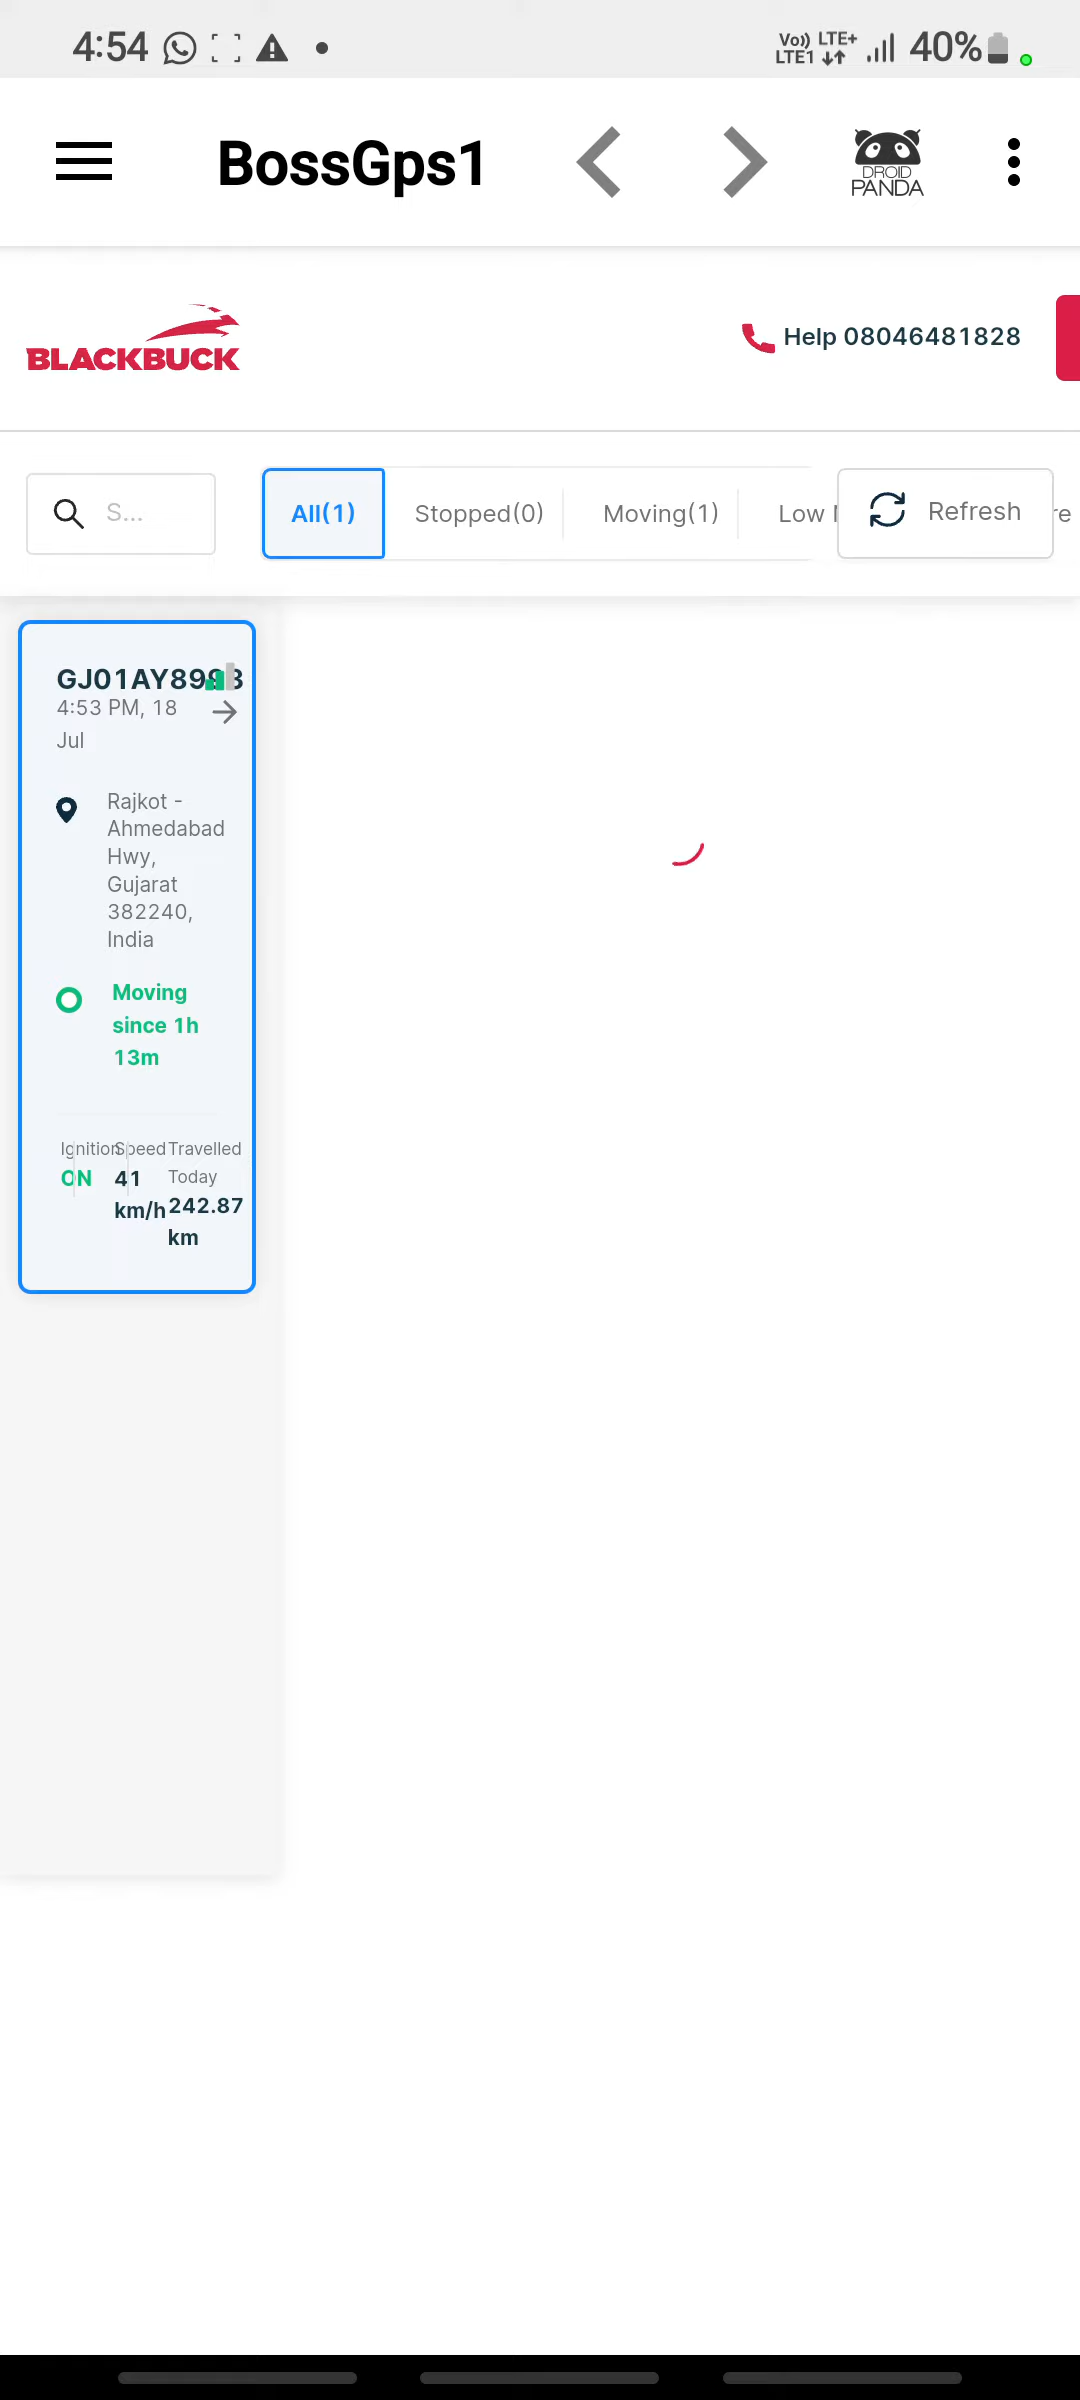 4:54
Vo)) LTE+
LTE1
40%
BossGps1
DROID
PANDA
BLACKBUCK
Help 08046481828
S...
All(1)
Stopped(0)
Moving(1)
Low
Refresh
re
4:53 PM, 18
Jul
Rajkot -
Ahmedabad
Hwy,
Gujarat
382240,
India
Moving
since 1h
13m
Ignition
Speed
Travelled
Today
ON
41
km/h
242.87
km